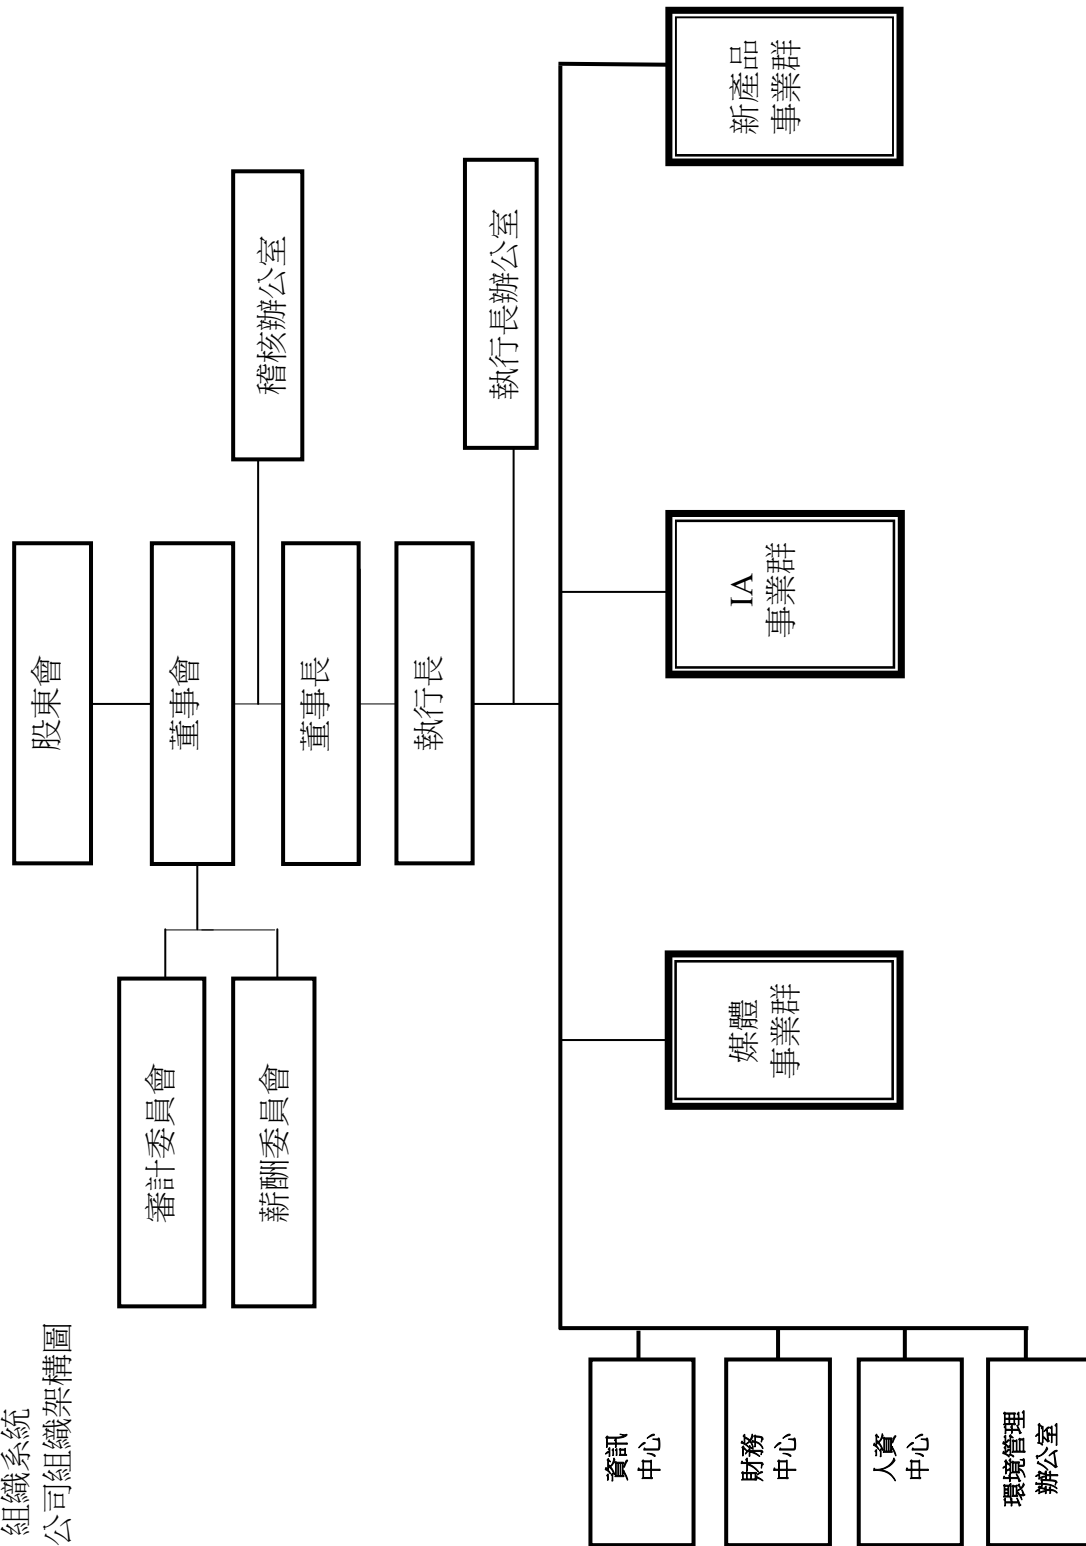 組織系統
公司組織架構圖
股東會
董事會
審計委員會
薪酬委員會
稽核辦公室
董事長
執行長
執行長辦公室
資訊
中心
財務
中心
人資
中心
環境管理
辦公室
媒體
事業群
IA
事業群
新產品
事業群